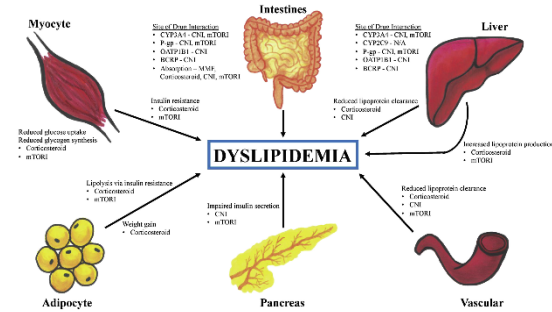 Myocyte
Intestines
Liver
Site of Drug Interaction
• CYP3A4 - CNI, mTORI
• P-gp - CNI, mTORI
• OATP1B1 - CNI
• BCRP - CNI
• Absorption – MMF,
Corticosteroid, CNI, mTORI
Site of Drug Interaction
• CYP3A4 - CNI, mTORI
• CYP2C9 - N/A
• P-gp - CNI, mTORI
• OATP1B1 - CNI
• BCRP - CNI
Insulin resistance
• Corticosteroid
• mTORI
Reduced lipoprotein clearance
• Corticosteroid
• CNI
Reduced glucose uptake
Reduced glycogen synthesis
• Corticosteroid
• mTORI
DYSLIPIDEMIA
Increased lipoprotein production
• Corticosteroid
• mTORI
Lipolysis via insulin resistance
• Corticosteroid
• mTORI
Weight gain
• Corticosteroid
Impaired insulin secretion
• CNI
• mTORI
Reduced lipoprotein clearance
• Corticosteroid
• CNI
• mTORI
Adipocyte
Pancreas
Vascular